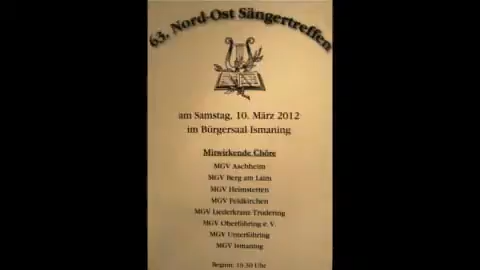 63. Nord-Ost Sängertreffen
am Samstag, 10. März 2012
im Bürgersaal Ismaning
Mitwirkende Chöre
MGV Aschheim
MGV Berg am Laim
MGV Heimstetten
MGV Feldkirchen
MGV Liederkranz Trudering
MGV Oberföhring e. V.
MGV Unterföhring
MGV Ismaning
Beginn: 18.30 Uhr